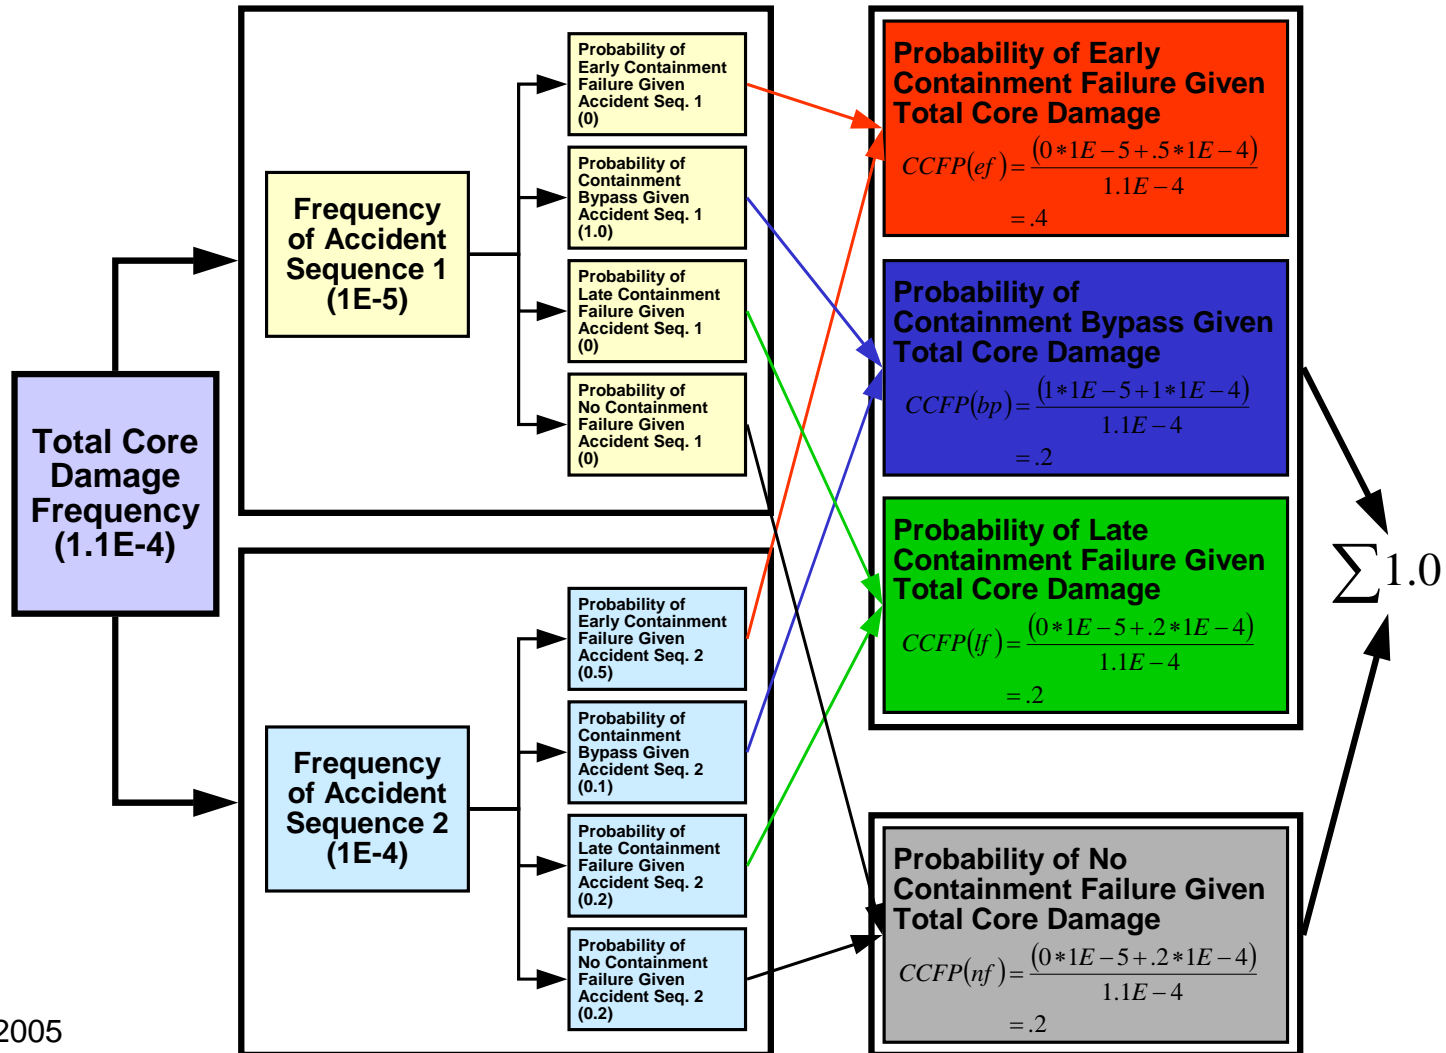 Total Core
Damage
Frequency
(1.1E-4)
Frequency
of Accident
Sequence 1
(1E-5)
Probability of
Early Containment
Failure Given
Accident Seq. 1
(0)
Probability of
Containment
Bypass Given
Accident Seq. 1
(1.0)
Probability of
Late Containment
Failure Given
Accident Seq. 1
(0)
Probability of
No Containment
Failure Given
Accident Seq. 1
(0)
Frequency
of Accident
Sequence 2
(1E-4)
Probability of
Early Containment
Failure Given
Accident Seq. 2
(0.5)
Probability of
Containment
Bypass Given
Accident Seq. 2
(0.1)
Probability of
Late Containment
Failure Given
Accident Seq. 2
(0.2)
Probability of
No Containment
Failure Given
Accident Seq. 2
(0.2)
Probability of Early
Containment Failure Given
Total Core Damage
CCFP(ef) = (0*1E-5+.5*1E-4)
1.1E-4
=.4
Probability of
Containment Bypass Given
Total Core Damage
CCFP(bp) = (1*1E-5+1*1E-4)
1.1E-4
=.2
Probability of Late
Containment Failure Given
Total Core Damage
CCFP(lf) = (0*1E-5+.2*1E-4)
1.1E-4
=.2
Probability of No
Containment Failure Given
Total Core Damage
CCFP(nf) = (0*1E-5+.2*1E-4)
1.1E-4
=.2
∑1.0
2005